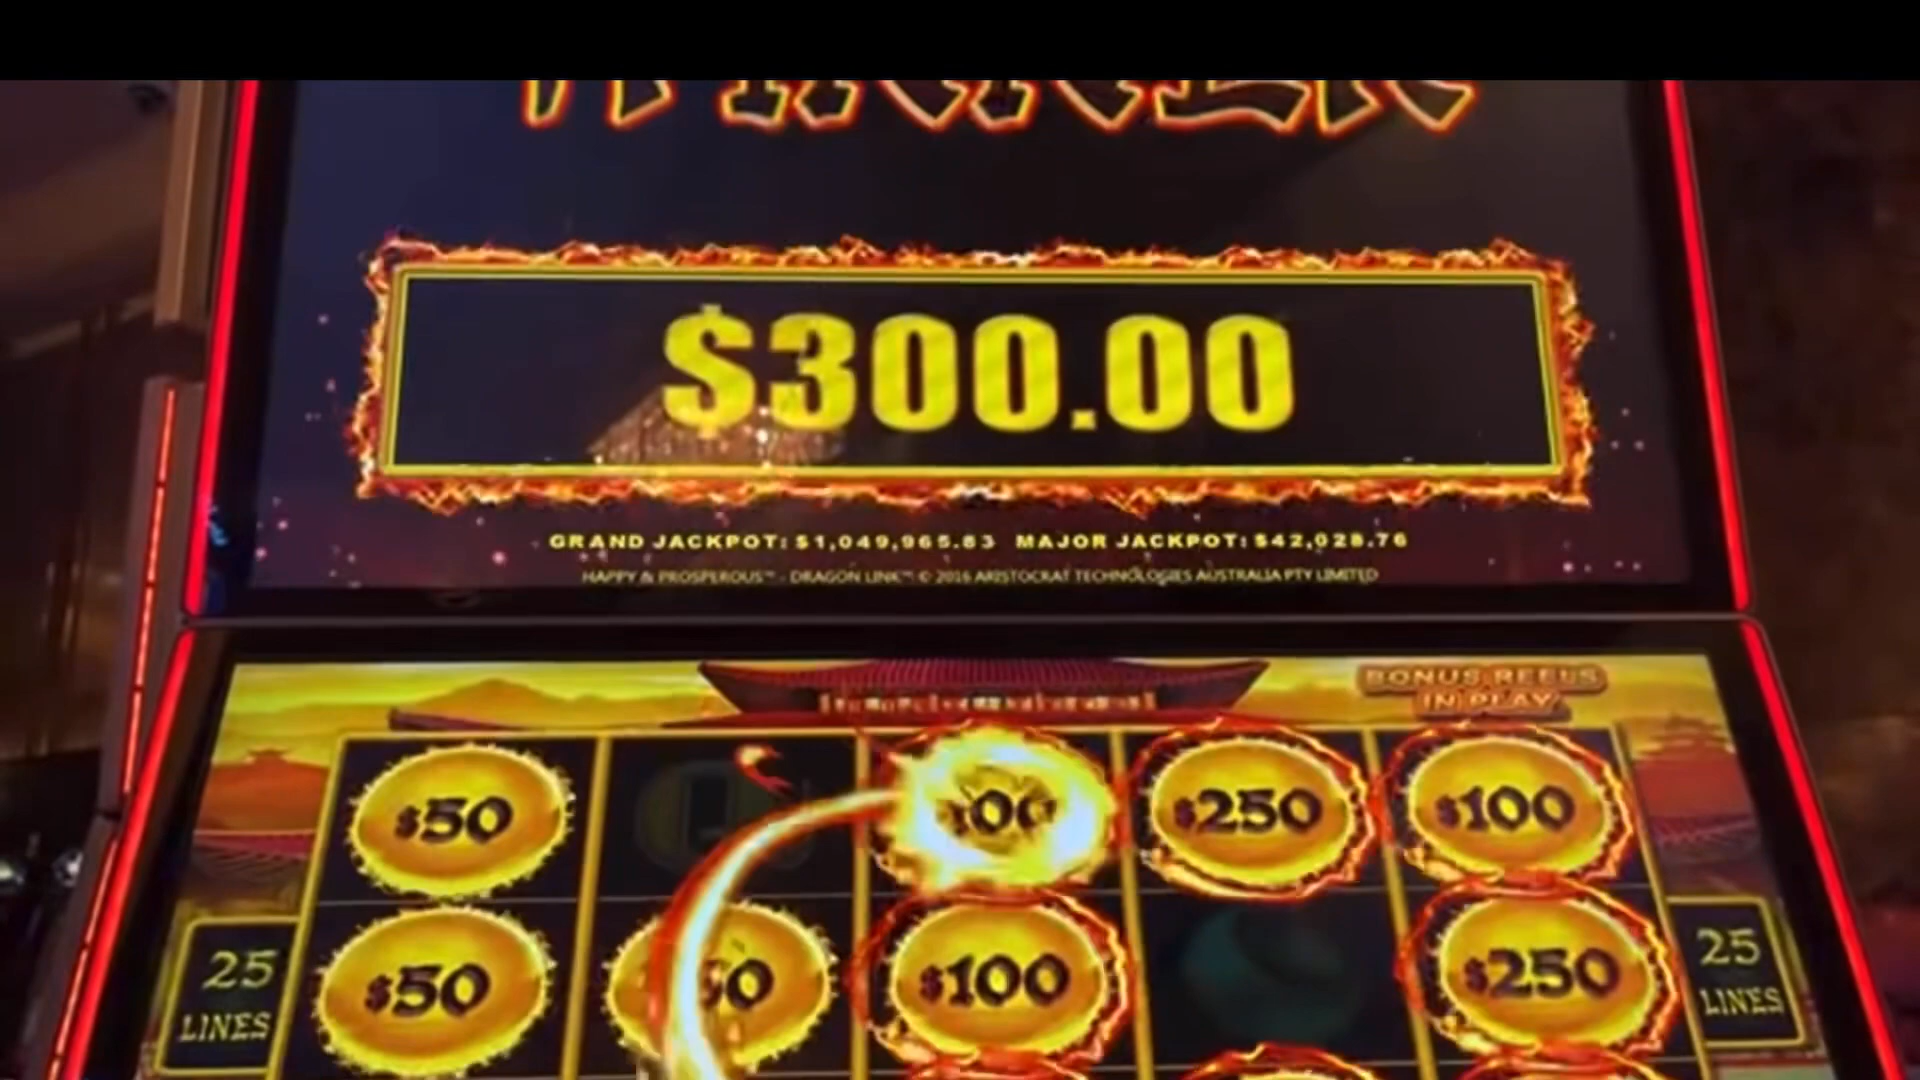 $300.00
GRAND JACKPOT: $1,049,965.83 MAJOR JACKPOT: $42,028.76
HAPPY & PROSPEROUS™ - DRAGON LINK™: © 2016 ARISTOCRAT TECHNOLOGIES AUSTRALIA PTY LIMITED
BONUS REELS
IN PLAY
$50
$250
$100
$50
$100
$250
25
LINES
25
LINES